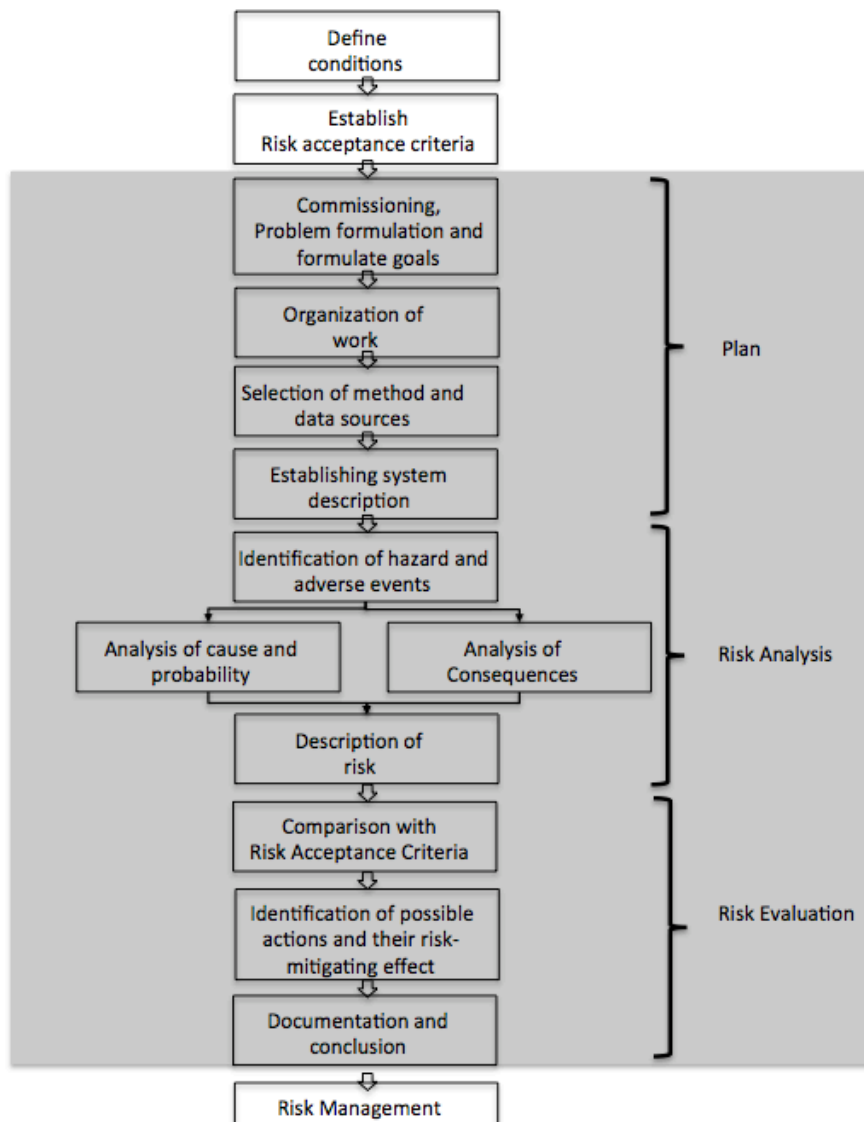 Define
conditions
Establish
Risk acceptance criteria
Commissioning,
Problem formulation and
formulate goals
Organization of
work
Selection of method and
data sources
Establishing system
description
Plan
Identification of hazard and
adverse events
Analysis of cause and
probability
Analysis of
Consequences
Description of
risk
Risk Analysis
Comparison with
Risk Acceptance Criteria
Identification of possible
actions and their risk-
mitigating effect
Documentation and
conclusion
Risk Evaluation
Risk Management